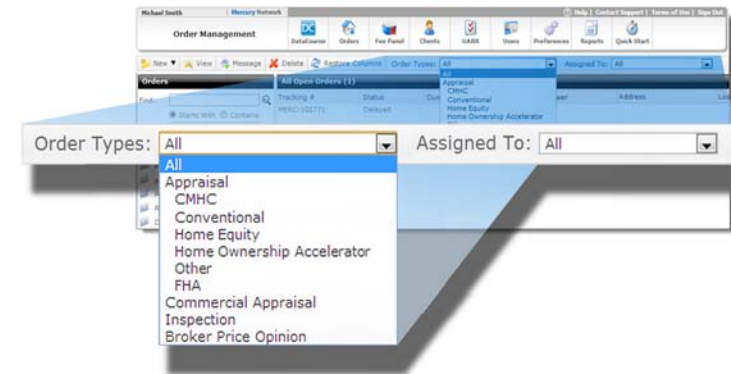 Michael Smith Mercury Network Help | Contact Support | Terms of Use | Sign Out
Order Management
DataCourier Orders Fee Panel Clients UADR Users Preferences Reports Quick Start
New View Message Delete Restore Columns Order Types: All Assigned To: All
Orders All Open Orders (1)
Find: Tracking # Status Due Address
Starts With Contains MERC-102771 Delayed
All
Appraisal
CMHC
Conventional
Home Equity
Home Ownership Accelerator
Order Types: All Assigned To: All
All
Appraisal
CMHC
Conventional
Home Equity
Home Ownership Accelerator
Other
FHA
Commercial Appraisal
Inspection
Broker Price Opinion